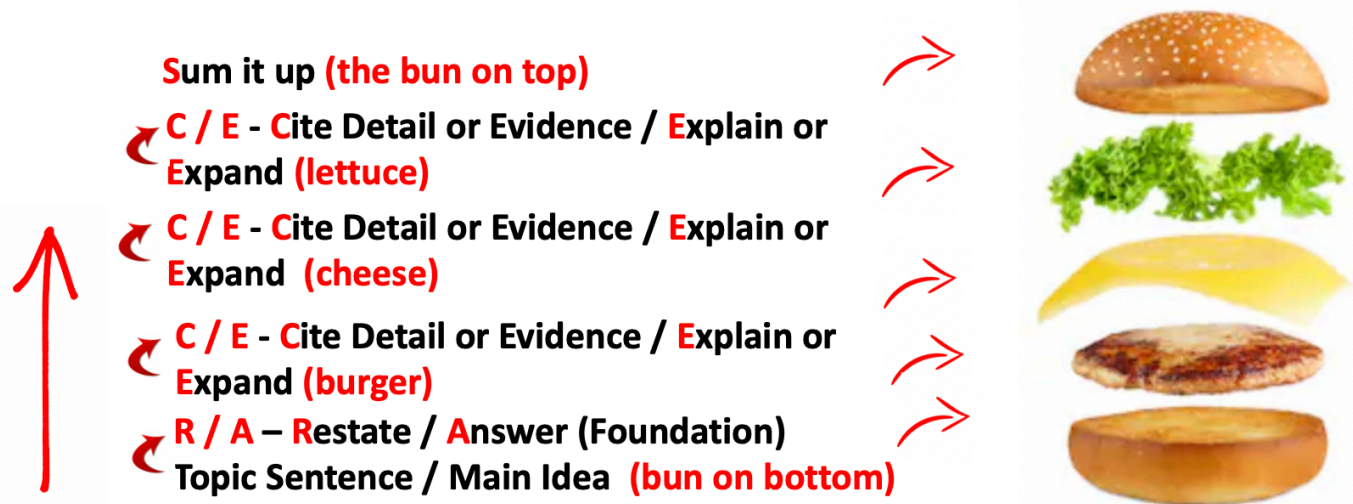 Sum it up (the bun on top)
C / E - Cite Detail or Evidence / Explain or
Expand (lettuce)
C / E - Cite Detail or Evidence / Explain or
Expand (cheese)
C / E - Cite Detail or Evidence / Explain or
Expand (burger)
R / A – Restate / Answer (Foundation)
Topic Sentence / Main Idea (bun on bottom)